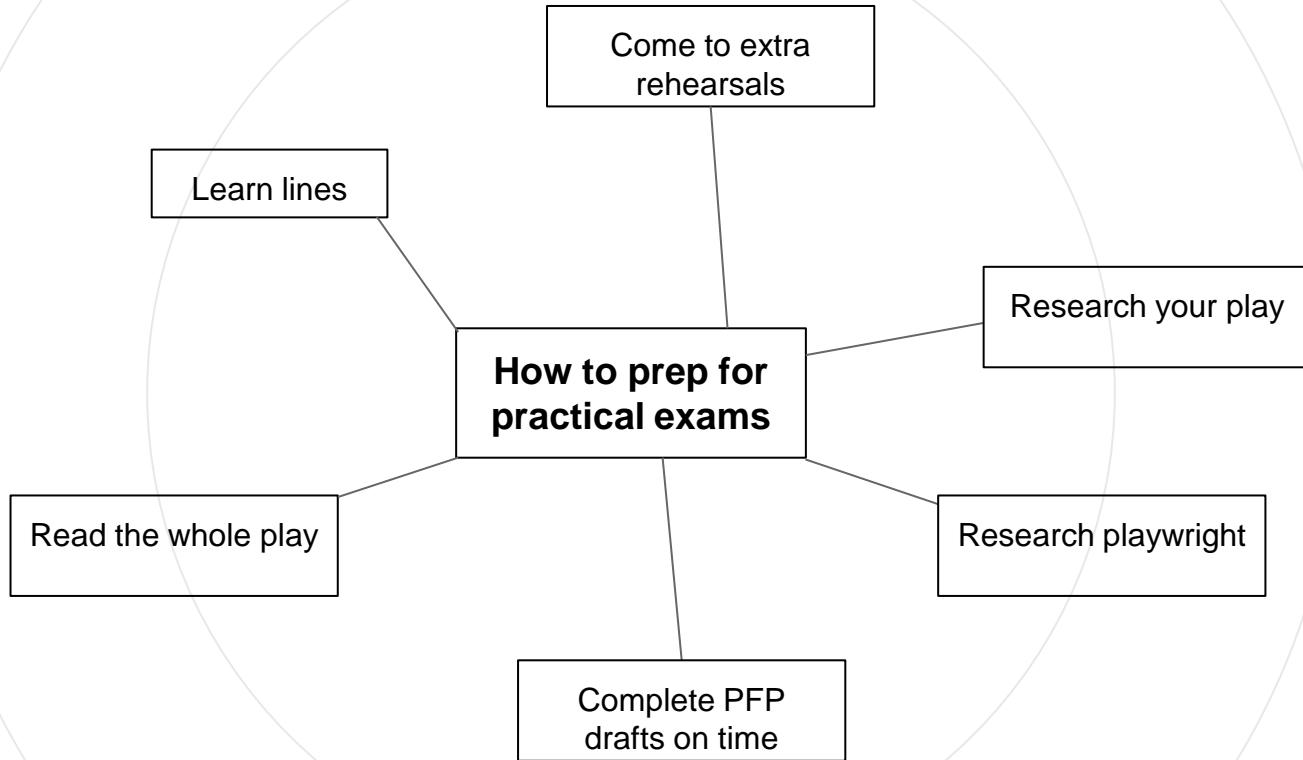 Come to extra
rehearsals
Learn lines
Research your play
How to prep for
practical exams
Read the whole play
Research playwright
Complete PFP
drafts on time